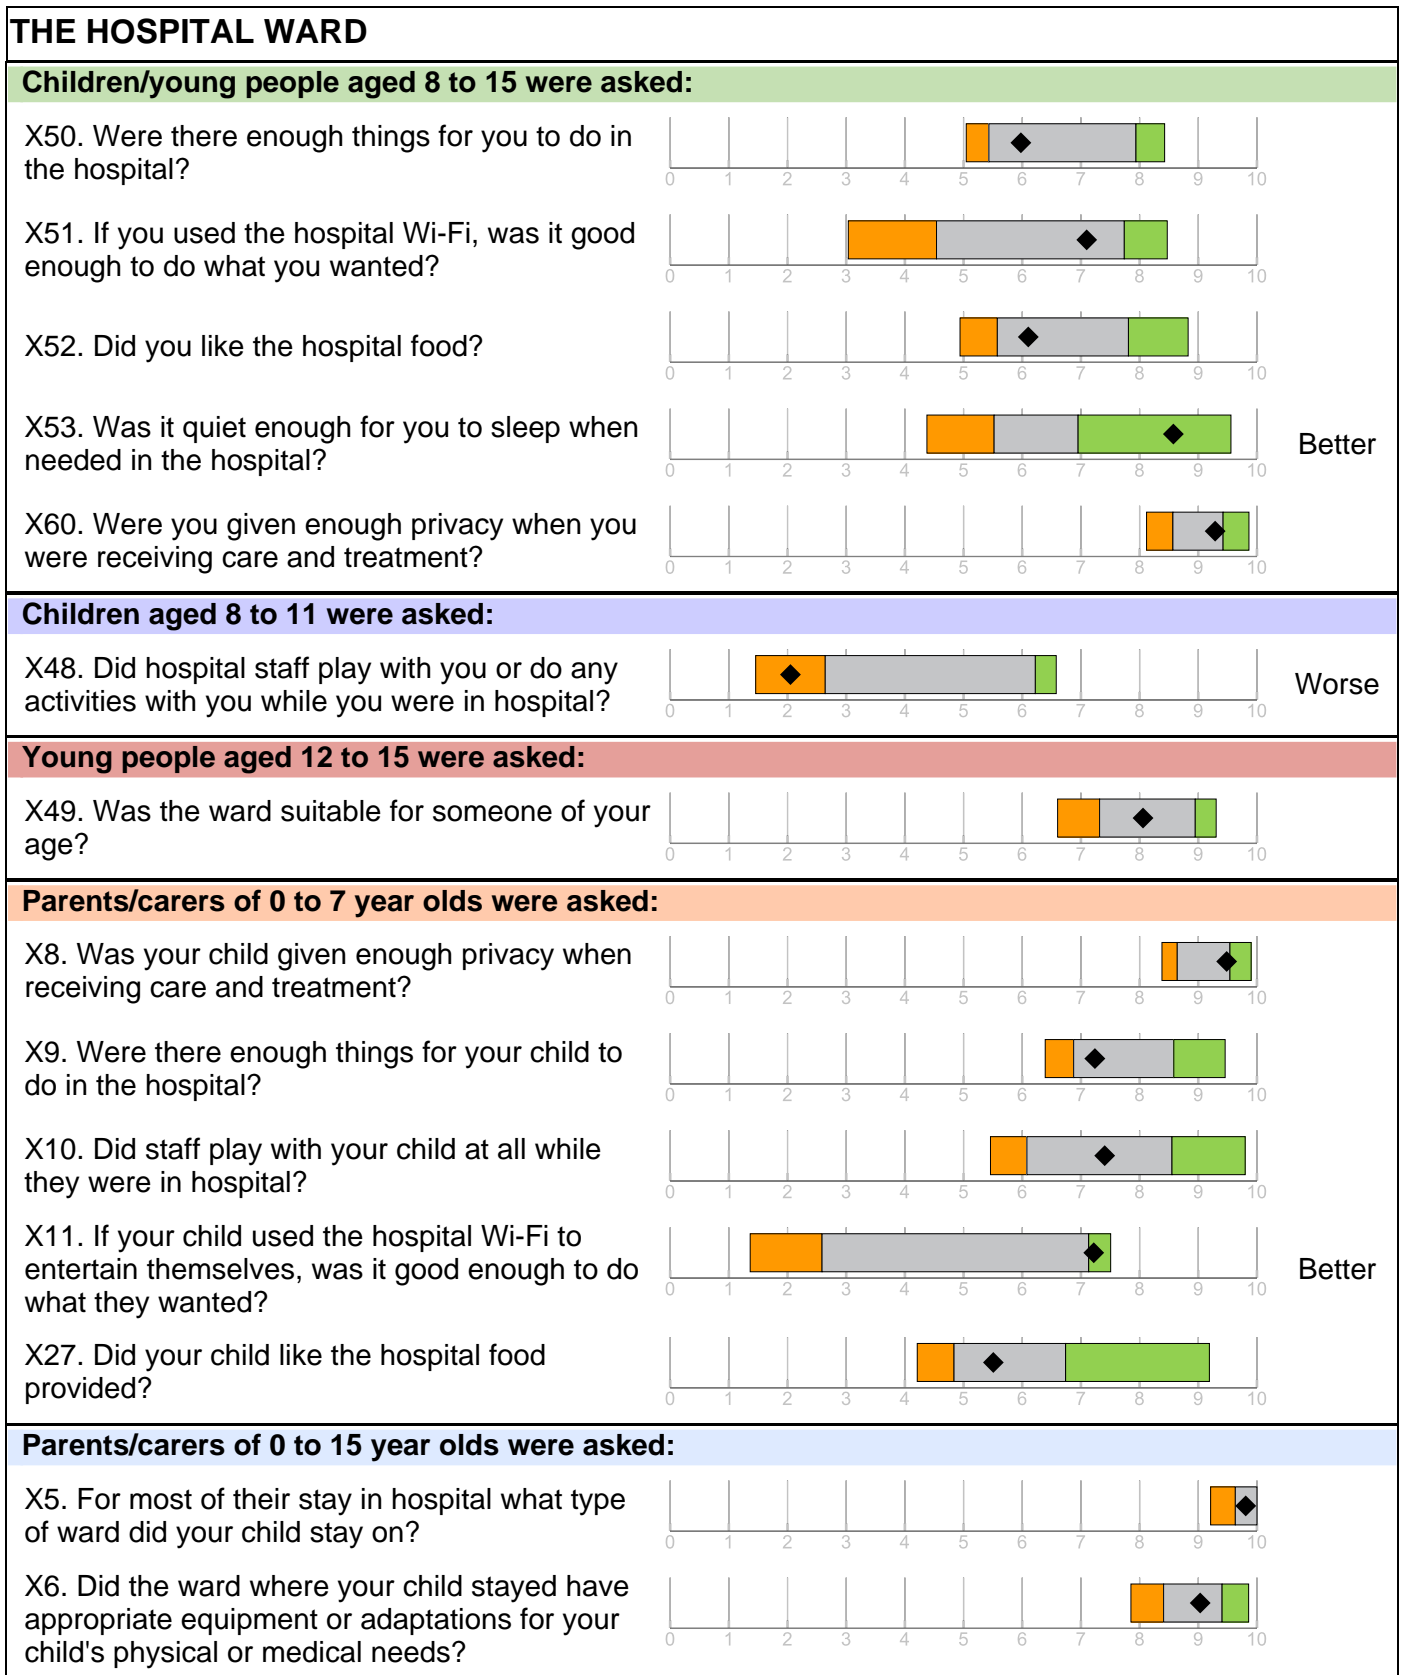 THE HOSPITAL WARD
Children/young people aged 8 to 15 were asked:
X50. Were there enough things for you to do in
the hospital?
0 1 2 3 4 5 6 7 8 9 10
X51. If you used the hospital Wi-Fi, was it good
enough to do what you wanted?
0 1 2 3 4 5 6 7 8 9 10
X52. Did you like the hospital food?
0 1 2 3 4 5 6 7 8 9 10
X53. Was it quiet enough for you to sleep when
needed in the hospital?
Better
0 1 2 3 4 5 6 7 8 9 10
X60. Were you given enough privacy when you
were receiving care and treatment?
0 1 2 3 4 5 6 7 8 9 10
Children aged 8 to 11 were asked:
X48. Did hospital staff play with you or do any
activities with you while you were in hospital?
Worse
0 1 2 3 4 5 6 7 8 9 10
Young people aged 12 to 15 were asked:
X49. Was the ward suitable for someone of your
age?
0 1 2 3 4 5 6 7 8 9 10
Parents/carers of 0 to 7 year olds were asked:
X8. Was your child given enough privacy when
receiving care and treatment?
0 1 2 3 4 5 6 7 8 9 10
X9. Were there enough things for your child to
do in the hospital?
0 1 2 3 4 5 6 7 8 9 10
X10. Did staff play with your child at all while
they were in hospital?
0 1 2 3 4 5 6 7 8 9 10
X11. If your child used the hospital Wi-Fi to
entertain themselves, was it good enough to do
what they wanted?
Better
0 1 2 3 4 5 6 7 8 9 10
X27. Did your child like the hospital food
provided?
0 1 2 3 4 5 6 7 8 9 10
Parents/carers of 0 to 15 year olds were asked:
X5. For most of their stay in hospital what type
of ward did your child stay on?
0 1 2 3 4 5 6 7 8 9 10
X6. Did the ward where your child stayed have
appropriate equipment or adaptations for your
child's physical or medical needs?
0 1 2 3 4 5 6 7 8 9 10